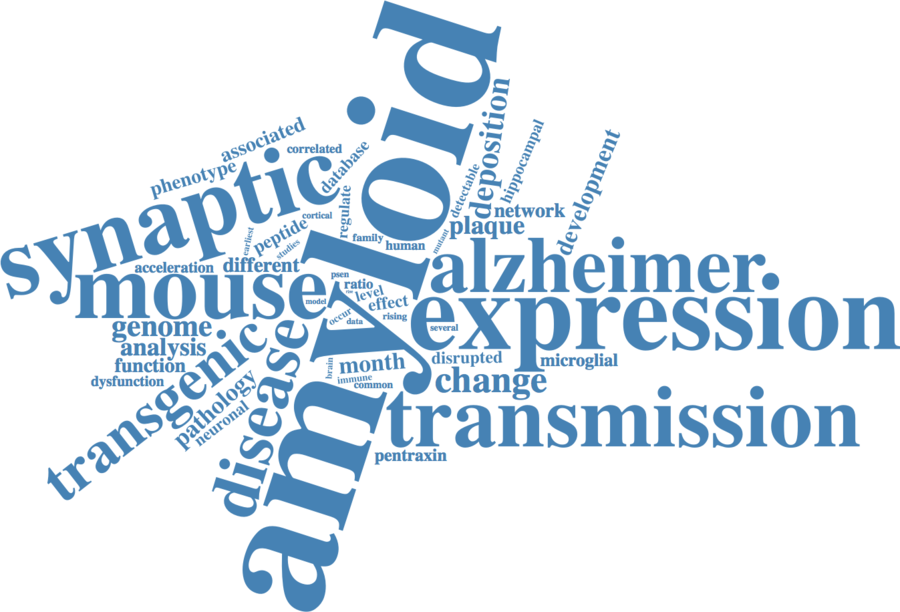 amyloid
deposition
hippocampal
development
associated
correlated
database
phenotype
synaptic
detectable
network
plaque
regulate
cortical
peptide
earliest
studies
family
human
mutant
alzheimer
acceleration
different
mouse
psen
ratio
level
model
effect
expression
occur
data
rising
several
genome
analysis
function
dysfunction
transgenic
disease
pathology
neuronal
brain
month
immune
common
disrupted
microglial
change
transmission
pentraxin